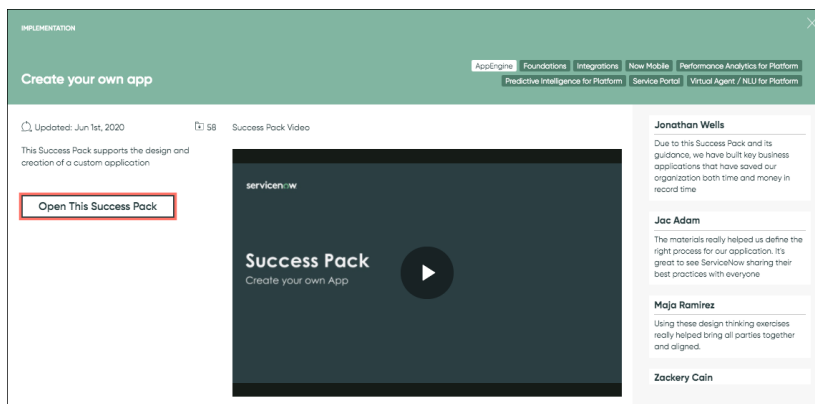 IMPLEMENTATION
Create your own app
AppEngine Foundations Integrations Now Mobile Performance Analytics for Platform
Predictive Intelligence for Platform Service Portal Virtual Agent / NLU for Platform
Updated: Jun 1st, 2020
58
This Success Pack supports the design and
creation of a custom application
Open This Success Pack
Success Pack Video
servicenow
Success Pack
Create your own App
Jonathan Wells
Due to this Success Pack and its
guidance, we have built key business
applications that have saved our
organization both time and money in
record time
Jac Adam
The materials really helped us define the
right process for our application. It's
great to see ServiceNow sharing their
best practices with everyone
Maja Ramirez
Using these design thinking exercises
really helped bring all parties together
and aligned.
Zackery Cain